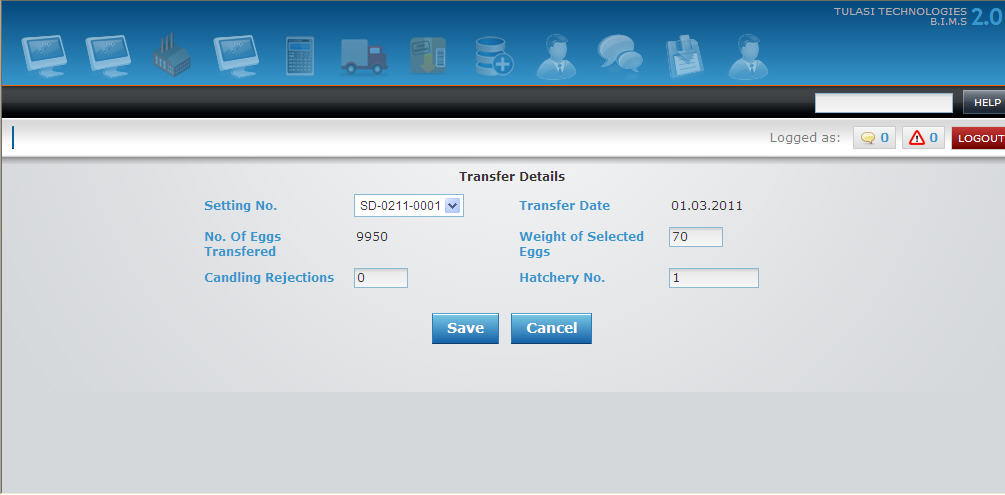 TULASI TECHNOLOGIES
B.I.M.S 2.0
HELP
Logged as: 0 0 LOGOUT
Transfer Details
Setting No. SD-0211-0001 Transfer Date 01.03.2011
No. Of Eggs Transfered 9950 Weight of Selected Eggs 70
Candling Rejections 0 Hatchery No. 1
Save Cancel